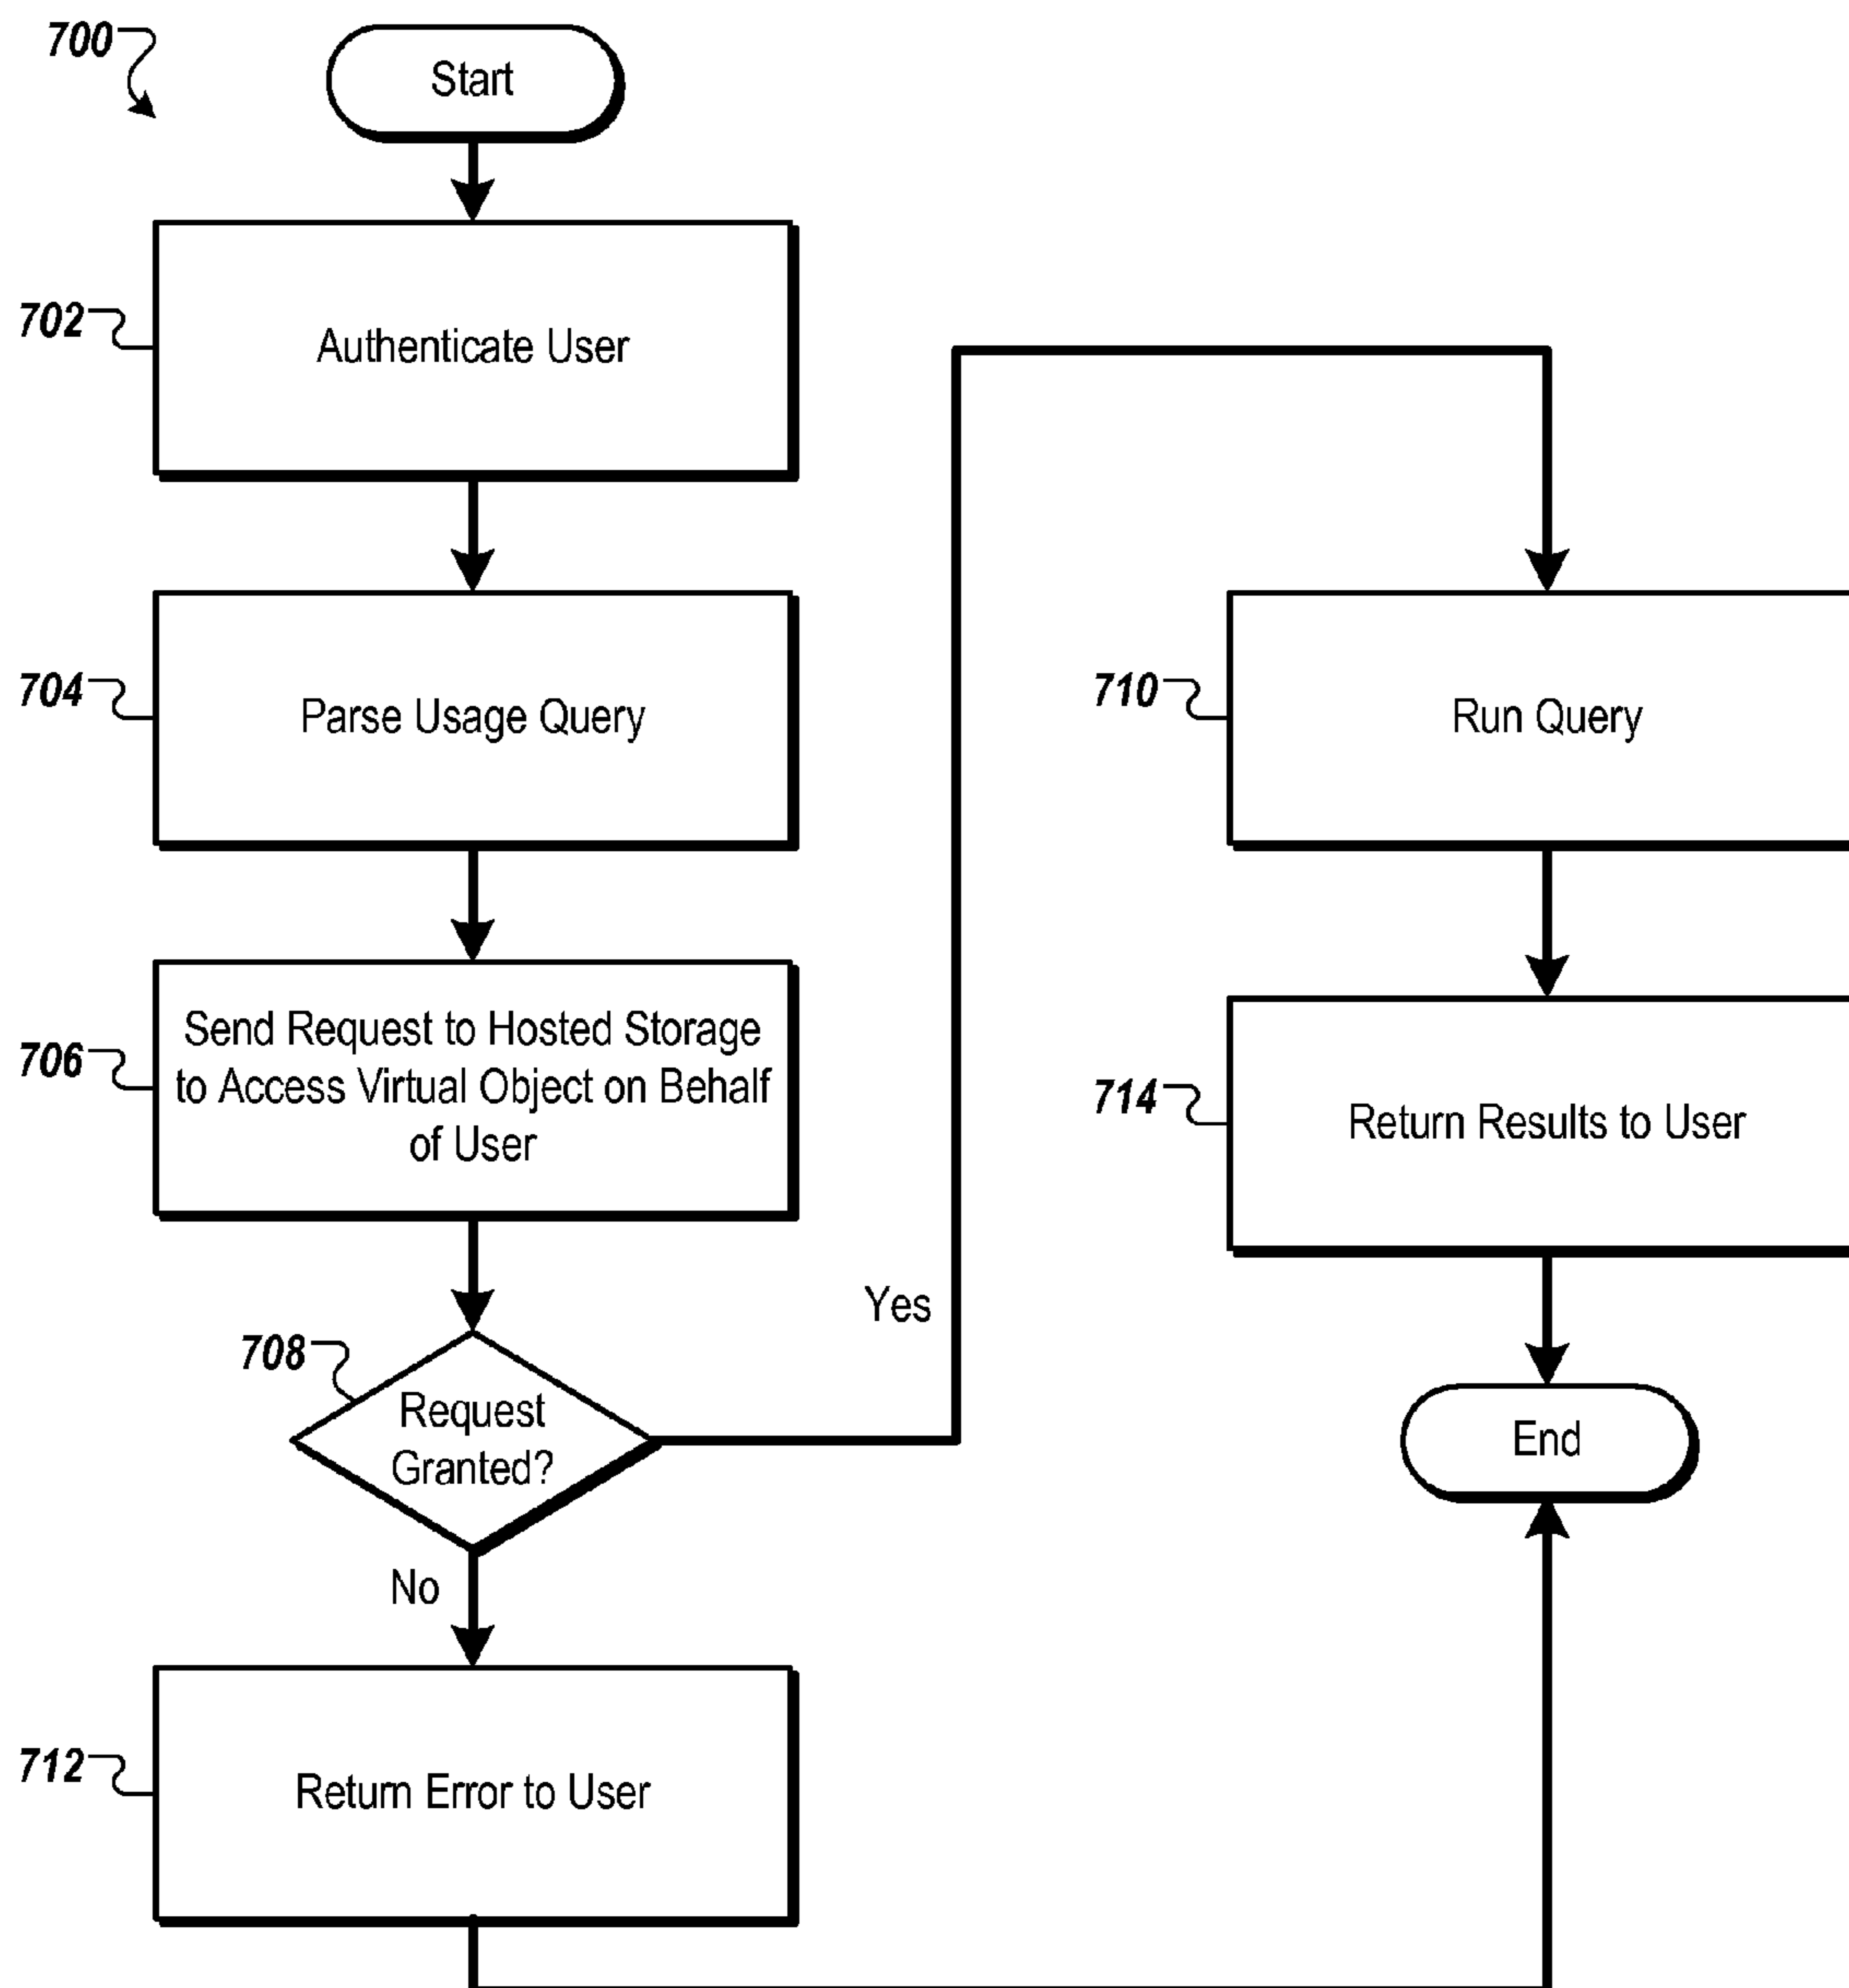 700
Start
702
Authenticate User
704
Parse Usage Query
706
Send Request to Hosted Storage
to Access Virtual Object on Behalf
of User
708
Request
Granted?
Yes
No
712
Return Error to User
710
Run Query
714
Return Results to User
End